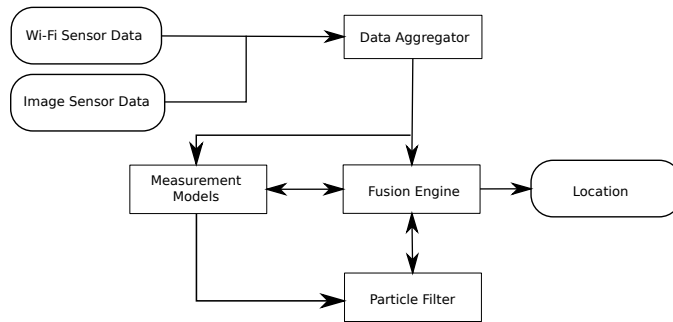 Wi-Fi Sensor Data
Data Aggregator
Image Sensor Data
Measurement
Models
Fusion Engine
Location
Particle Filter